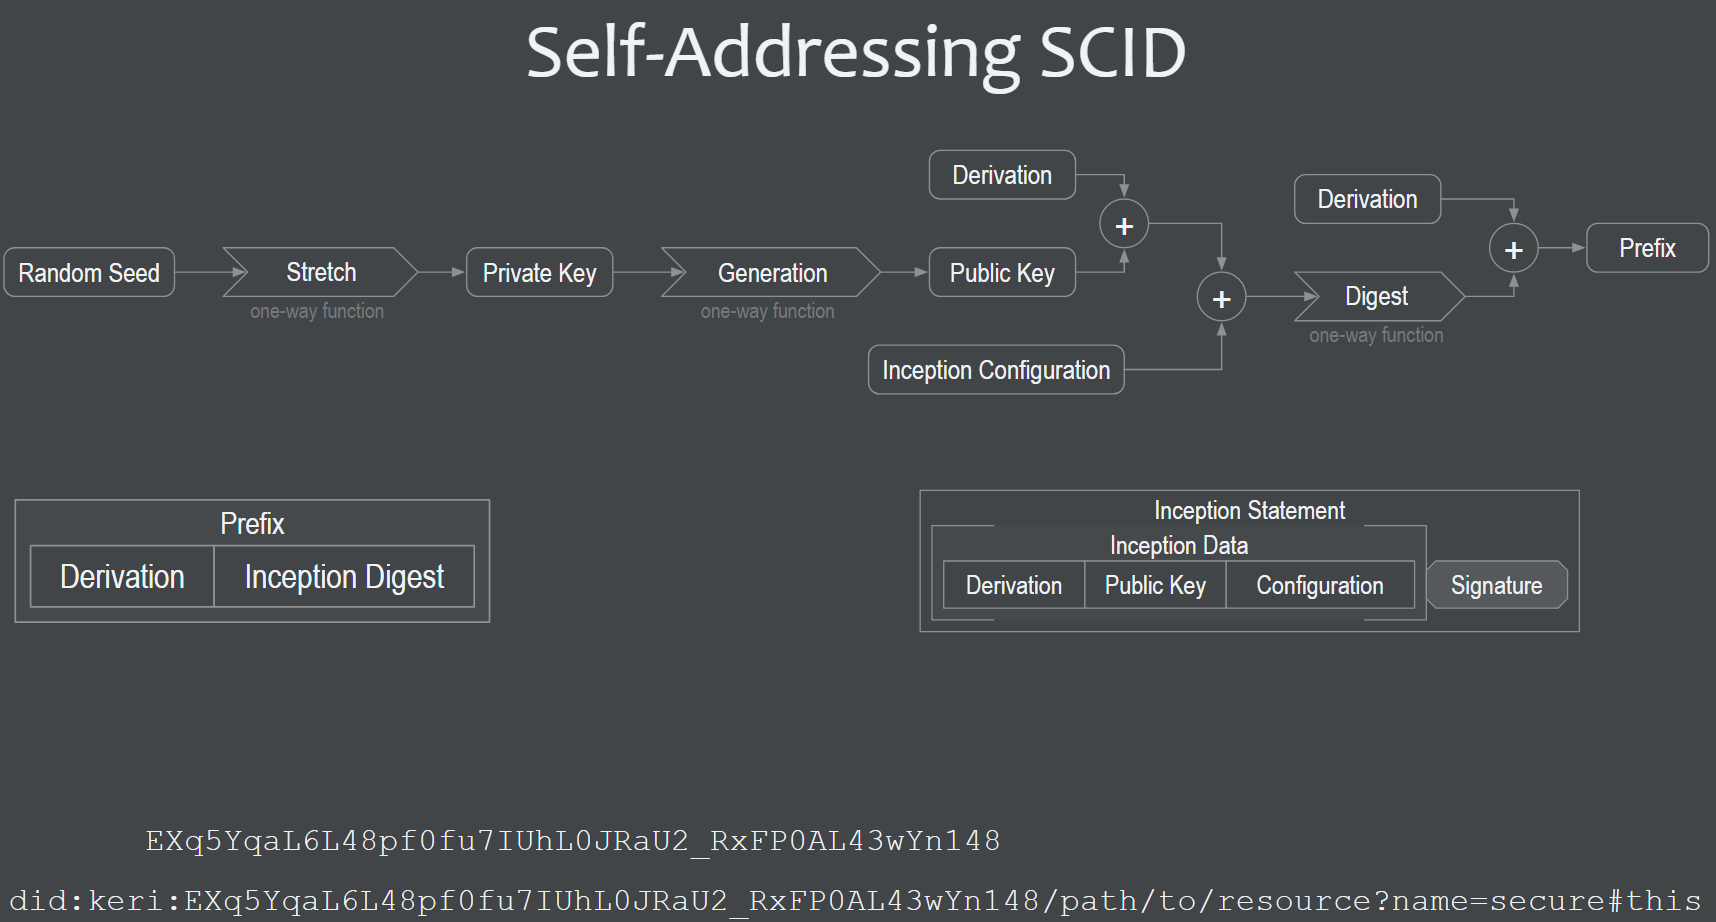 Self-Addressing SCID
Derivation
Derivation
+
+
Random Seed
Stretch
Private Key
Generation
Public Key
Prefix
one-way function
one-way function
+
Digest
one-way function
Inception Configuration
Prefix
Derivation
Inception Digest
Inception Statement
Inception Data
Derivation
Public Key
Configuration
Signature
EXq5YqaL6L48pf0fu7IUhL0JRaU2_RxFP0AL43wYn148
did:keri:EXq5YqaL6L48pf0fu7IUhL0JRaU2_RxFP0AL43wYn148/path/to/resource?name=secure#this